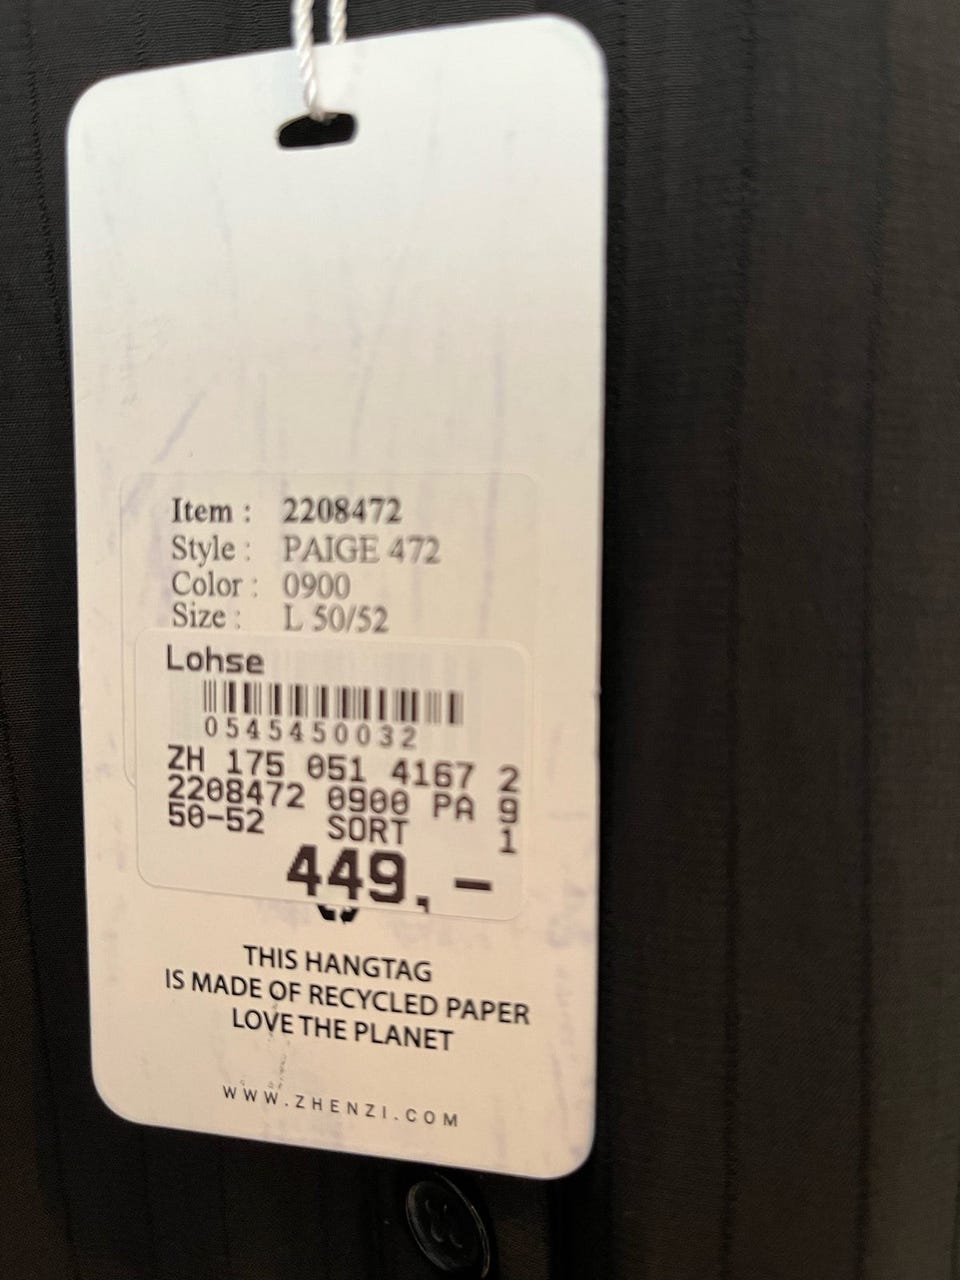 Item : 2208472
Style : PAIGE 472
Color : 0900
Size : L 50/52
Lohse
0545450032
ZH 175 051 4167 2
2208472 0900 PA 9
50-52 SORT 1
449,-
THIS HANGTAG
IS MADE OF RECYCLED PAPER
LOVE THE PLANET
WWW.ZHENZI.COM